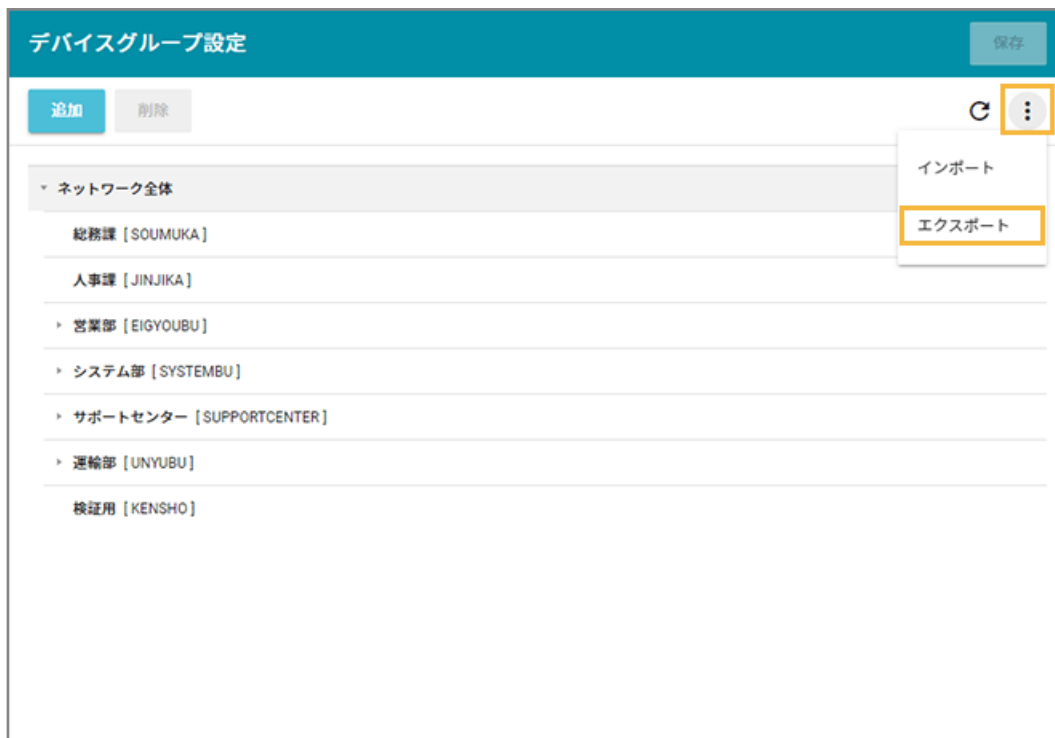 デバイスグループ設定
保存
追加
削除
インポート
エクスポート
ネットワーク全体
総務課 [SOUMUKA]
人事課 [JINJIKA]
営業部 [EIGYOUBU]
システム部 [SYSTEMBU]
サポートセンター [SUPPORTCENTER]
運輸部 [UNYUBU]
検証用 [KENSHO]